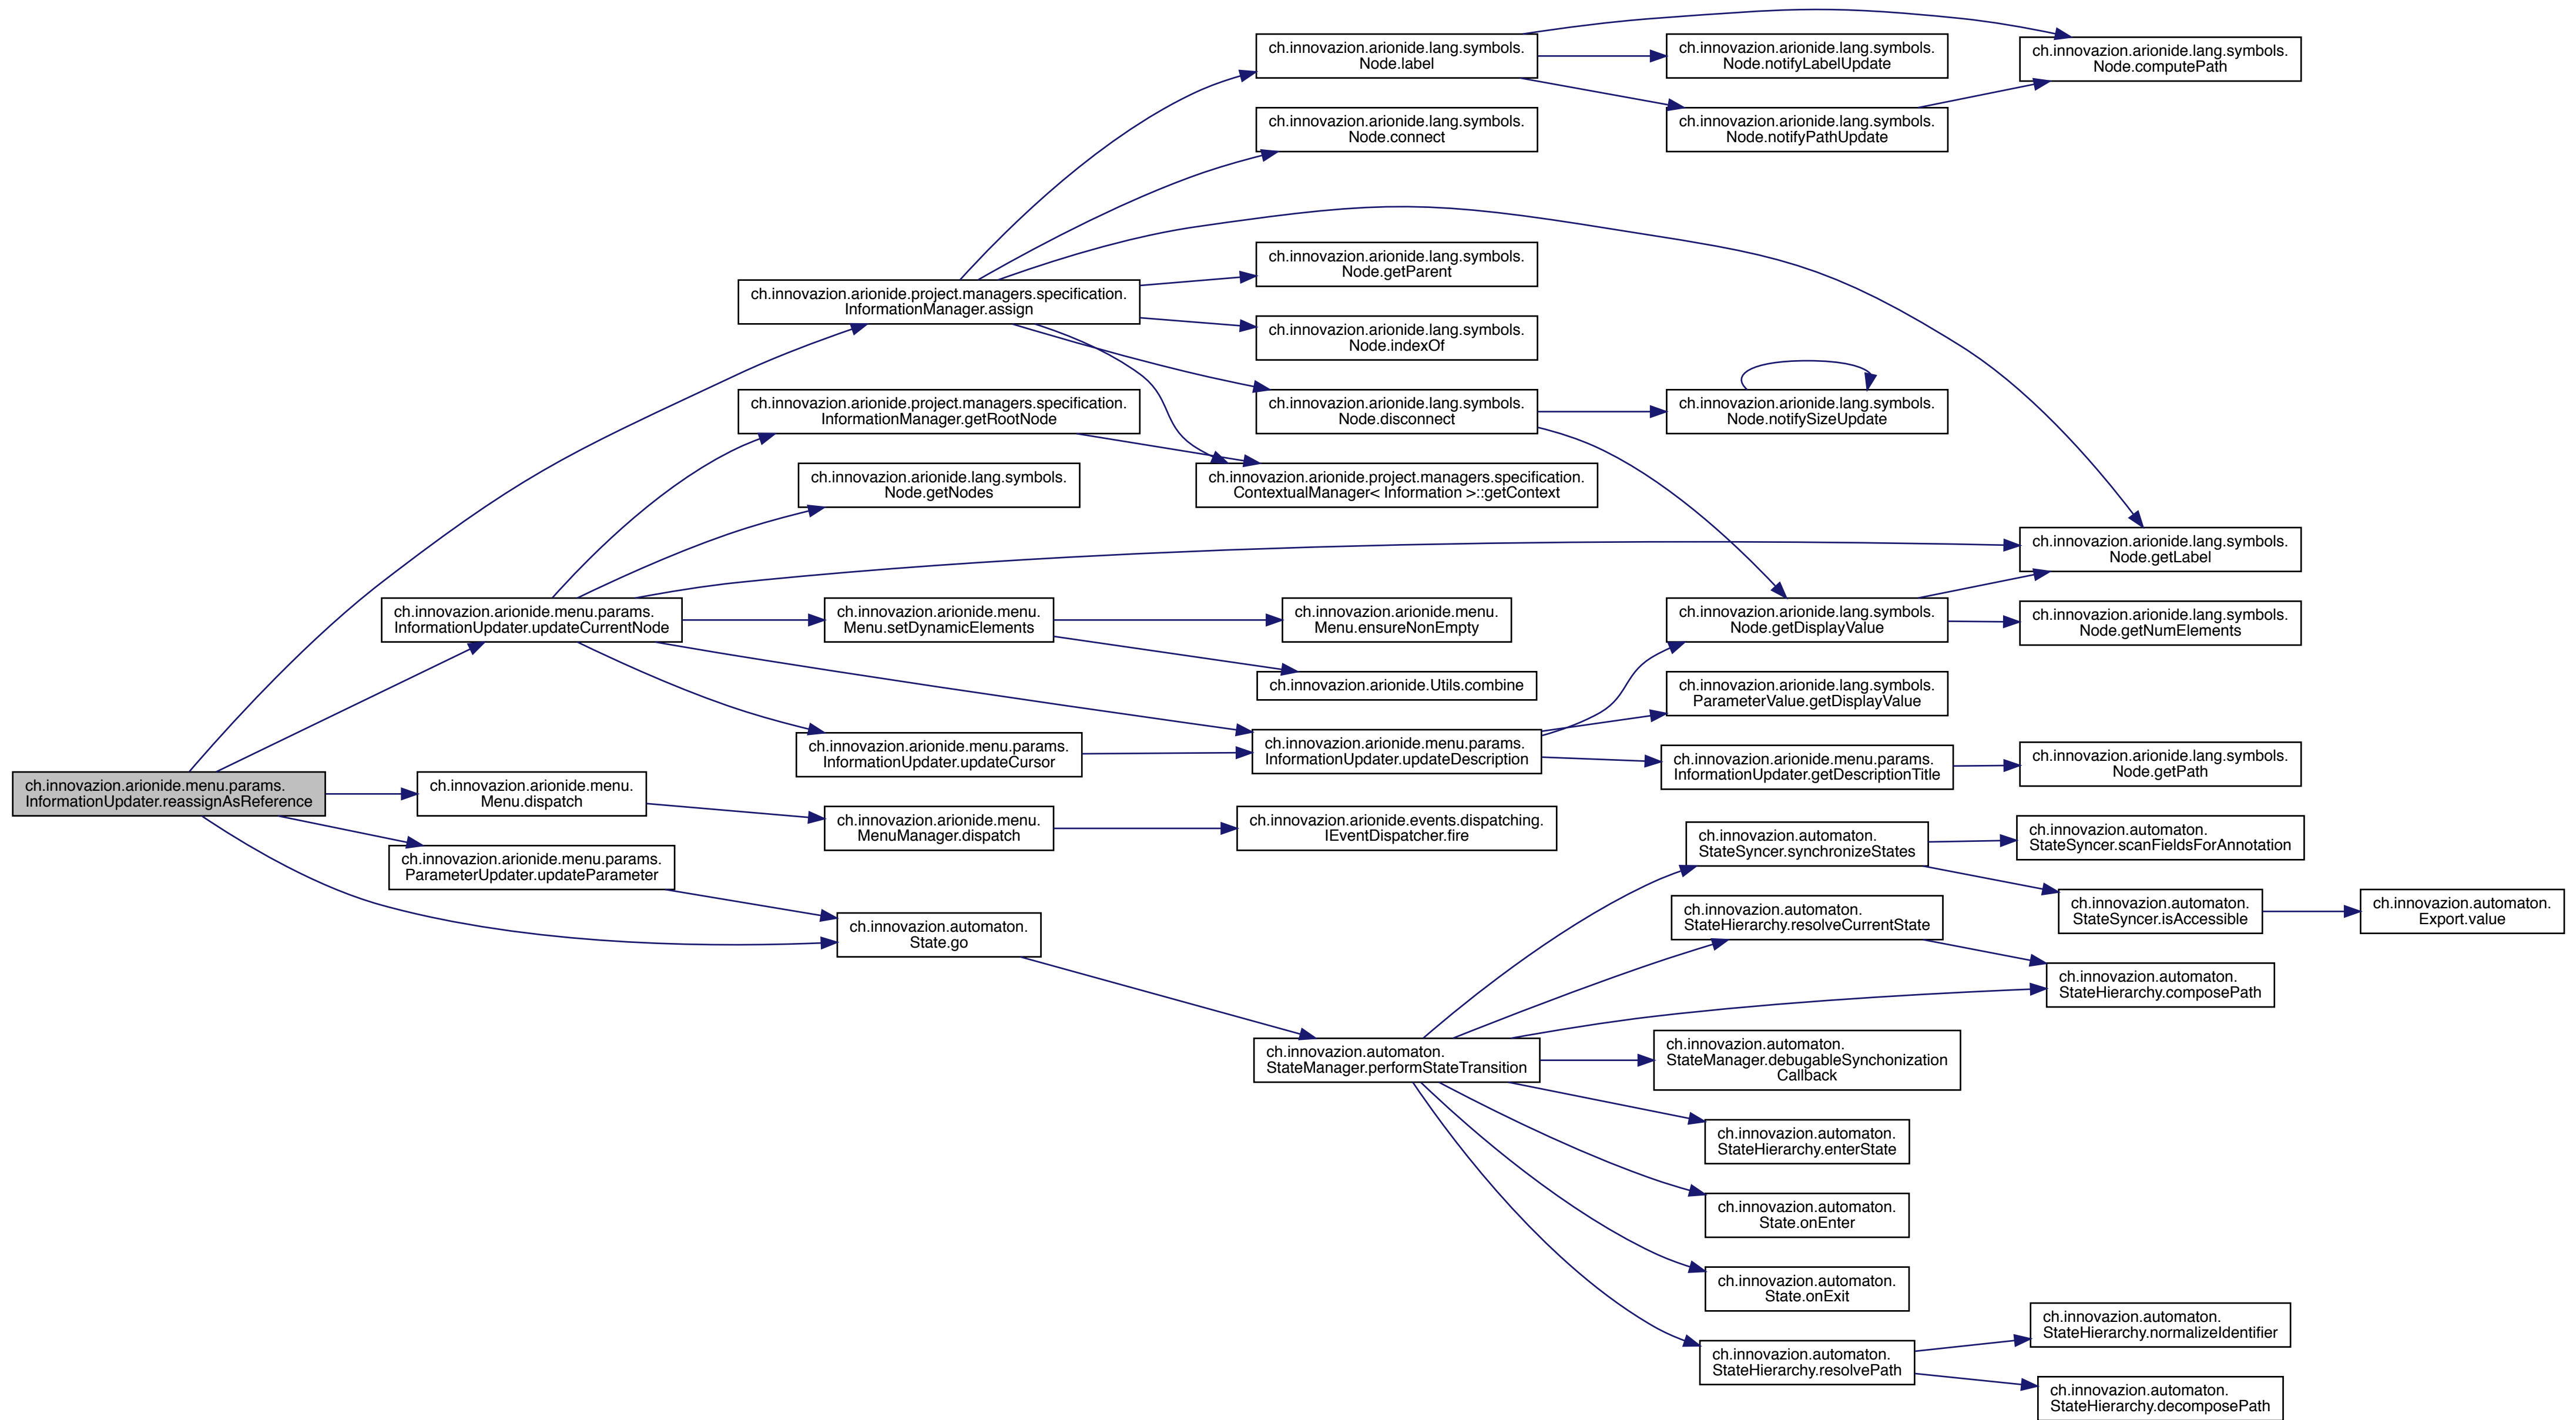 ch.innovazion.arionide.menu.params.
InformationUpdater.reassignAsReference
ch.innovazion.arionide.project.managers.specification.
InformationManager.assign
ch.innovazion.arionide.menu.params.
InformationUpdater.updateCurrentNode
ch.innovazion.arionide.menu.
Menu.dispatch
ch.innovazion.arionide.menu.params.
ParameterUpdater.updateParameter
ch.innovazion.automaton.
State.go
ch.innovazion.arionide.project.managers.specification.
InformationManager.getRootNode
ch.innovazion.arionide.lang.symbols.
Node.getNodes
ch.innovazion.arionide.menu.
Menu.setDynamicElements
ch.innovazion.arionide.menu.params.
InformationUpdater.updateCursor
ch.innovazion.arionide.menu.
MenuManager.dispatch
ch.innovazion.arionide.lang.symbols.
Node.label
ch.innovazion.arionide.lang.symbols.
Node.connect
ch.innovazion.arionide.lang.symbols.
Node.getParent
ch.innovazion.arionide.lang.symbols.
Node.indexOf
ch.innovazion.arionide.lang.symbols.
Node.disconnect
ch.innovazion.arionide.project.managers.specification.
ContextualManager< Information >::getContext
ch.innovazion.arionide.menu.
Menu.ensureNonEmpty
ch.innovazion.arionide.Utils.combine
ch.innovazion.arionide.menu.params.
InformationUpdater.updateDescription
ch.innovazion.arionide.events.dispatching.
IEventDispatcher.fire
ch.innovazion.automaton.
StateManager.performStateTransition
ch.innovazion.arionide.lang.symbols.
Node.notifyLabelUpdate
ch.innovazion.arionide.lang.symbols.
Node.notifyPathUpdate
ch.innovazion.arionide.lang.symbols.
Node.notifySizeUpdate
ch.innovazion.arionide.lang.symbols.
Node.getDisplayValue
ch.innovazion.arionide.lang.symbols.
ParameterValue.getDisplayValue
ch.innovazion.arionide.menu.params.
InformationUpdater.getDescriptionTitle
ch.innovazion.automaton.
StateSyncer.synchronizeStates
ch.innovazion.automaton.
StateHierarchy.resolveCurrentState
ch.innovazion.automaton.
StateManager.debugableSynchonization
Callback
ch.innovazion.automaton.
StateHierarchy.enterState
ch.innovazion.automaton.
State.onEnter
ch.innovazion.automaton.
State.onExit
ch.innovazion.automaton.
StateHierarchy.resolvePath
ch.innovazion.arionide.lang.symbols.
Node.computePath
ch.innovazion.arionide.lang.symbols.
Node.getLabel
ch.innovazion.arionide.lang.symbols.
Node.getNumElements
ch.innovazion.arionide.lang.symbols.
Node.getPath
ch.innovazion.automaton.
StateSyncer.scanFieldsForAnnotation
ch.innovazion.automaton.
StateSyncer.isAccessible
ch.innovazion.automaton.
StateHierarchy.composePath
ch.innovazion.automaton.
StateHierarchy.normalizeIdentifier
ch.innovazion.automaton.
StateHierarchy.decomposePath
ch.innovazion.automaton.
Export.value